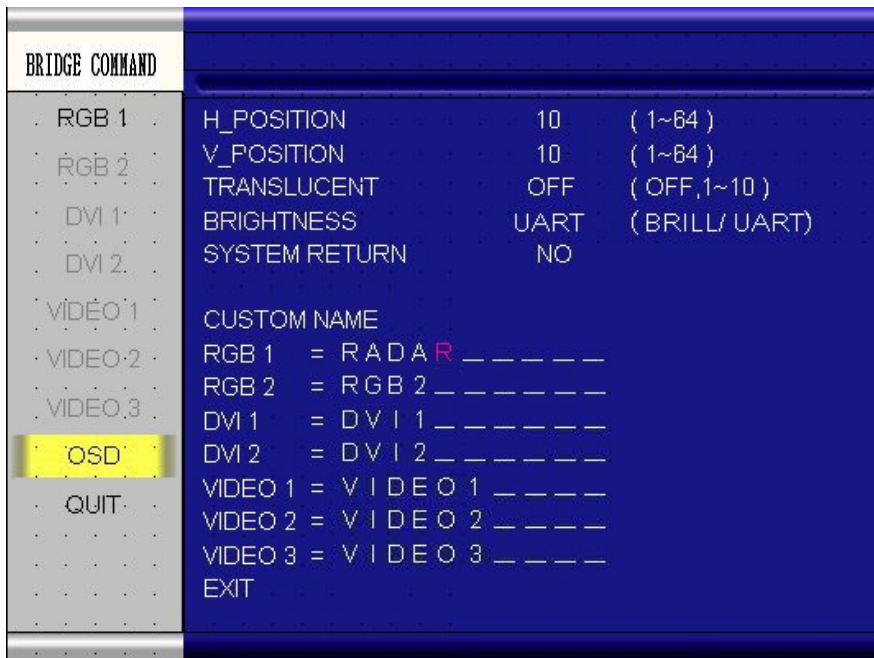 BRIDGE COMMAND
RGB 1
RGB 2
DVI 1
DVI 2
VIDEO 1
VIDEO 2
VIDEO 3
OSD
QUIT
H_POSITION 10 ( 1~64 )
V_POSITION 10 ( 1~64 )
TRANSLUCENT OFF ( OFF,1~10 )
BRIGHTNESS UART ( BRILL/ UART)
SYSTEM RETURN NO
CUSTOM NAME
RGB 1 = R A D A R _ _ _ _ _
RGB 2 = R G B 2 _ _ _ _ _ _
DVI 1 = D V I 1 _ _ _ _ _ _
DVI 2 = D V I 2 _ _ _ _ _ _
VIDEO 1 = V I D E O 1 _ _ _ _
VIDEO 2 = V I D E O 2 _ _ _ _
VIDEO 3 = V I D E O 3 _ _ _ _
EXIT